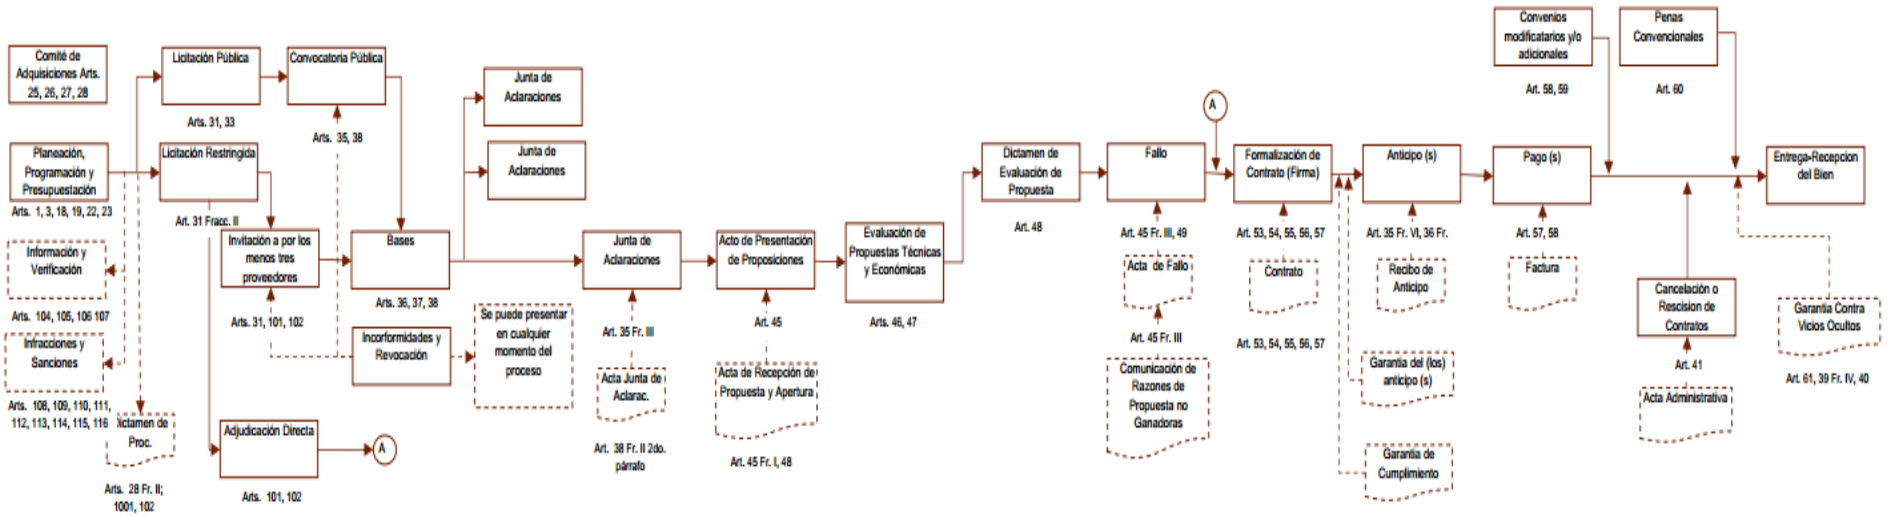 Comité de
Adquisiciones Arts.
25, 26, 27, 28
Planeación,
Programación y
Presupuestación
Arts. 1, 3, 18, 19, 22, 23
Información y
Verificación
Arts. 104, 105, 106 107
Infracciones y
Sanciones
Arts. 108, 109, 110, 111,
112, 113, 114, 115, 116
Dictamen de
Proc.
Arts. 28 Fr. II;
1001, 102
Licitación Pública
Arts. 31, 33
Licitación Restringida
Art. 31 Fracc. II
Convocatoria Pública
Arts. 35, 38
Invitación a por los
menos tres
proveedores
Arts. 31, 101, 102
Adjudicación Directa
Arts. 101, 102
A
Bases
Arts. 36, 37, 38
Incorformidades y
Revocación
Se puede presentar
en cualquier
momento del
proceso
Junta de
Aclaraciones
Junta de
Aclaraciones
Junta de
Aclaraciones
Art. 35 Fr. III
Acta Junta de
Aclarac.
Art. 38 Fr. II 2do.
párrafo
Acto de Presentación
de Proposiciones
Art. 45
Acta de Recepción de
Propuesta y Apertura
Art. 45 Fr. I, 48
Evaluación de
Propuestas Técnicas
y Económicas
Arts. 46, 47
Dictamen de
Evaluación de
Propuesta
Art. 48
Fallo
Art. 45 Fr. III, 49
Acta de Fallo
Art. 45 Fr. III
Comunicación de
Razones de
Propuesta no
Ganadoras
A
Formalización de
Contrato (Firma)
Art. 53, 54, 55, 56, 57
Contrato
Art. 53, 54, 55, 56, 57
Anticipo (s)
Art. 35 Fr. VI, 36 Fr.
Recibo de
Anticipo
Garantía del (los)
anticipo (s)
Garantía de
Cumplimiento
Pago (s)
Art. 57, 58
Factura
Convenios
modificatarios y/o
adicionales
Art. 58, 59
Penas
Convencionales
Art. 60
Cancelación o
Rescision de
Contratos
Art. 41
Acta Administrativa
Entrega-Recepcion
del Bien
Garantía Contra
Vicios Ocultos
Art. 61, 39 Fr. IV, 40